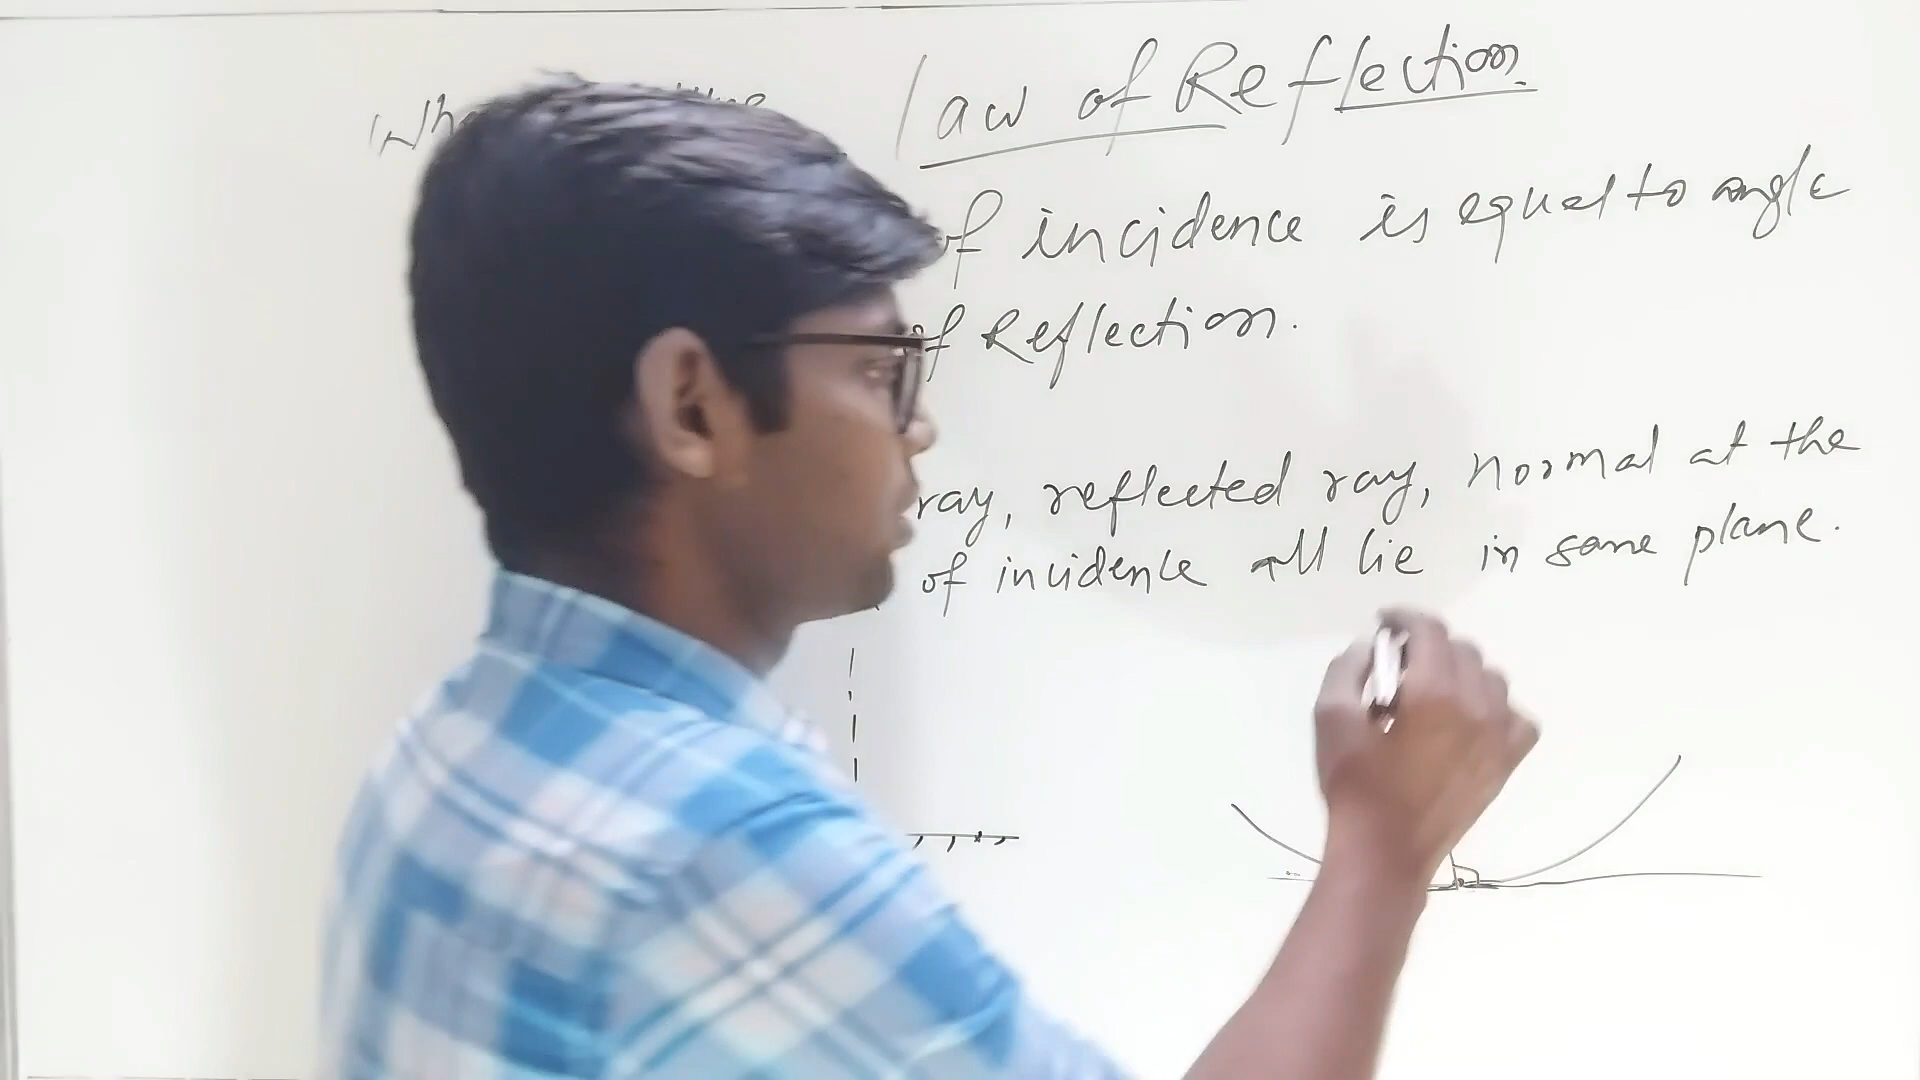 law of Reflection
of incidence is equal to angle
of Reflection.
ray, reflected ray, normal at the
of incidence all lie in same plane.